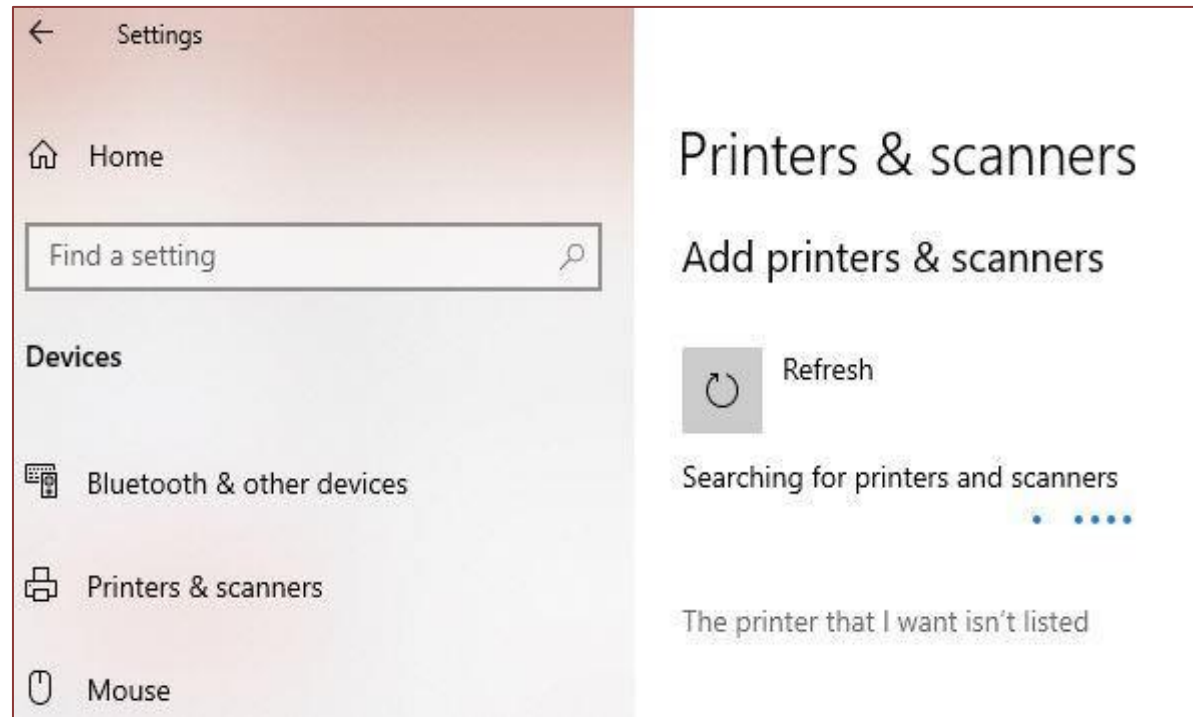 Settings
Home
Find a setting
Devices
Bluetooth & other devices
Printers & scanners
Mouse
Printers & scanners
Add printers & scanners
Refresh
Searching for printers and scanners
The printer that I want isn't listed